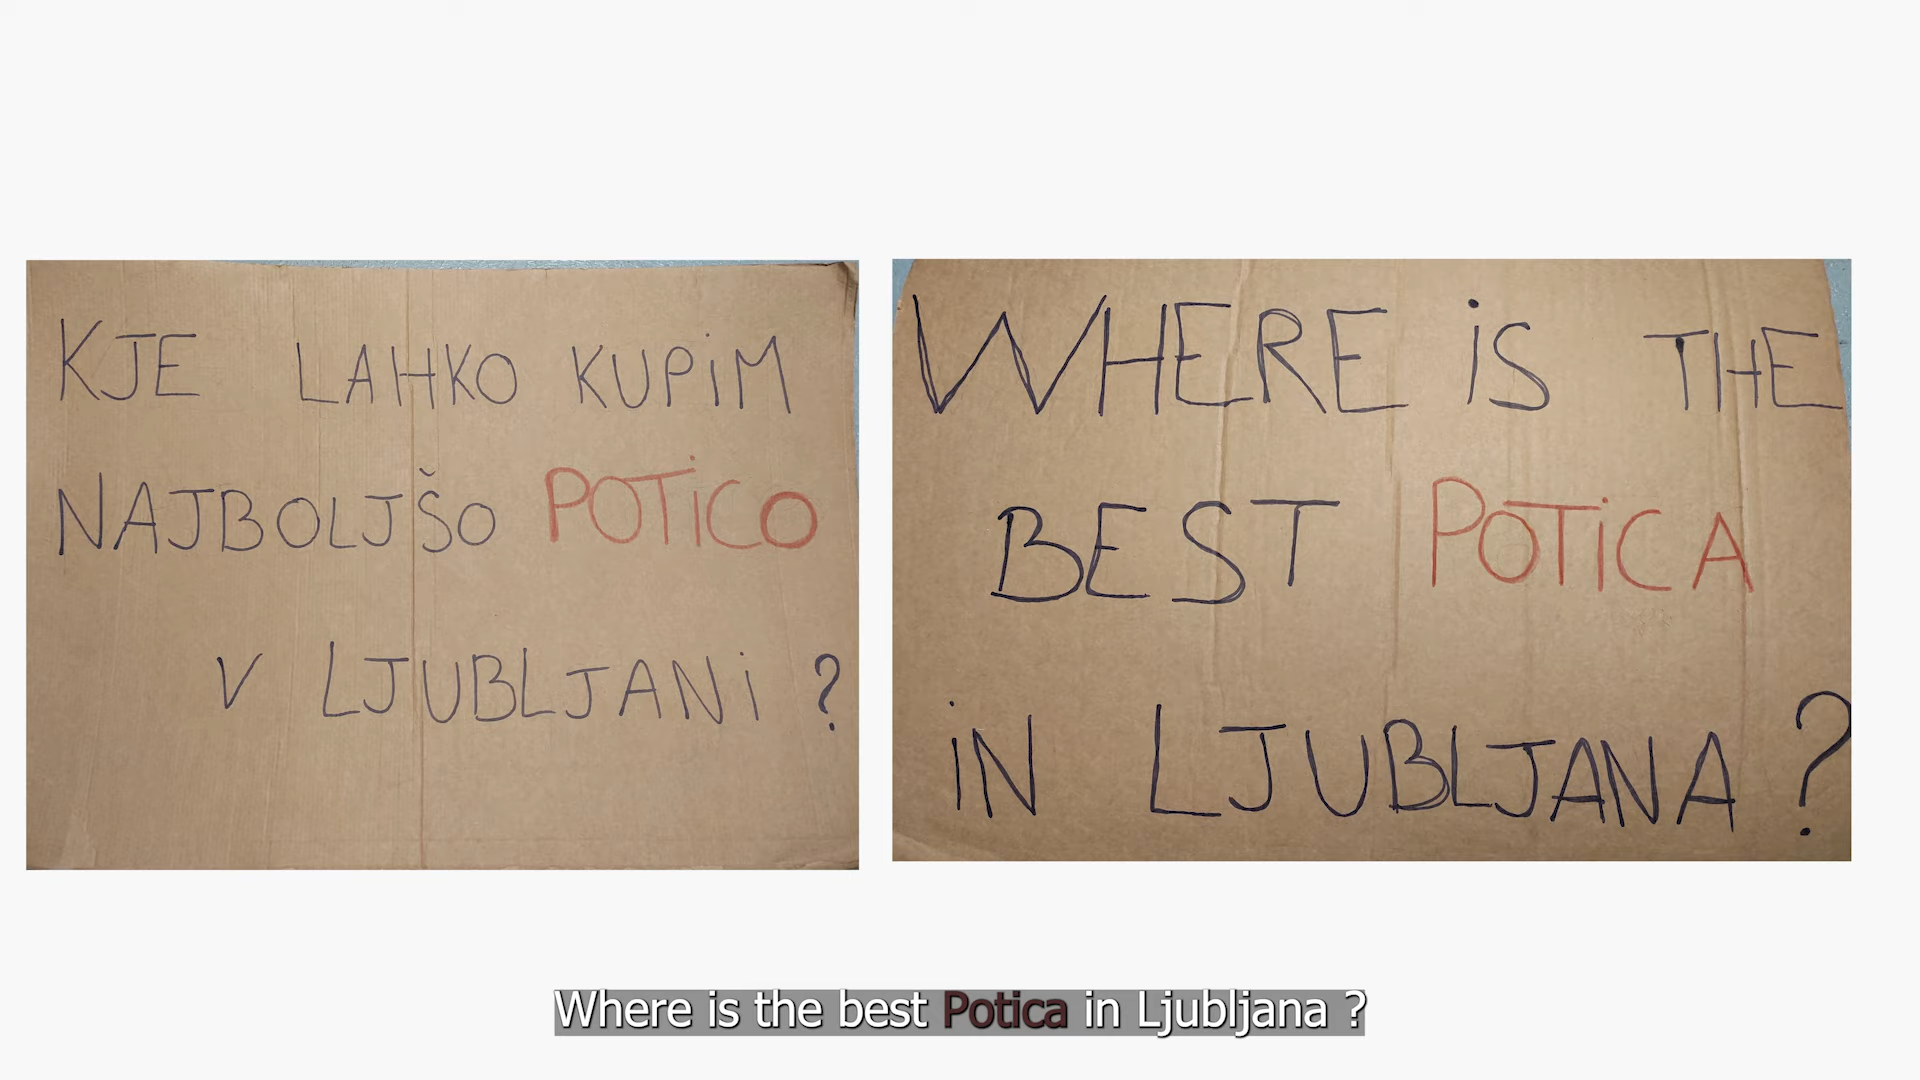 KJE LAHKO KUPiM
NAJBOLJŠO POTiCO
V LJUBLJANi ?
WHERE iS THE
BEST POTiCA
iN LJUBLJANA ?
Where is the best Potica in Ljubljana ?